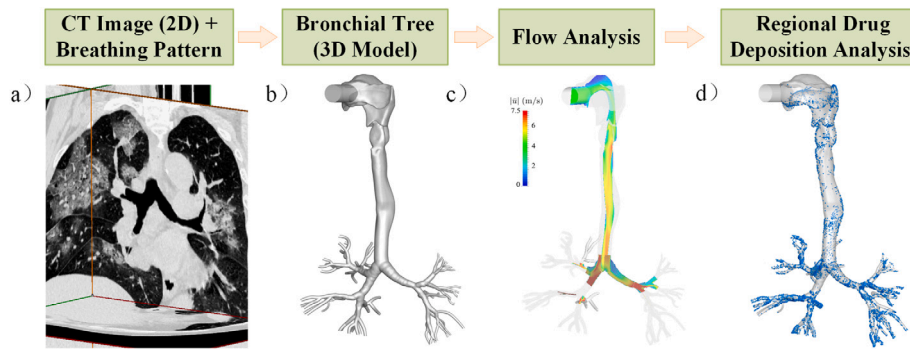 CT Image (2D) +
Breathing Pattern
Bronchial Tree
(3D Model)
Flow Analysis
Regional Drug
Deposition Analysis
a)
b)
c)
d)
|u| (m/s)
7.5
6
4
2
0